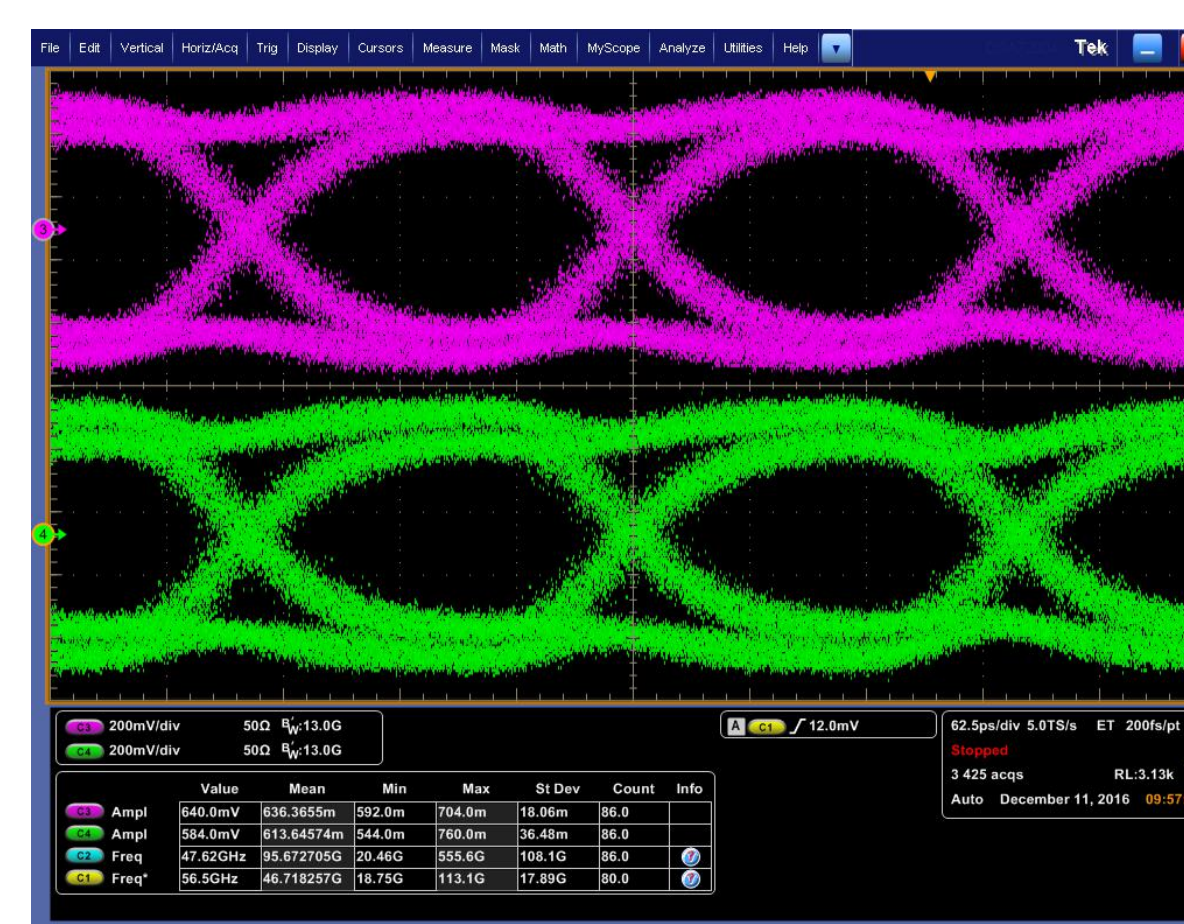 File Edit Vertical Horiz/Acq Trig Display Cursors Measure Mask Math MyScope Analyze Utilities Help Tek
3
4
C3 200mV/div 50Ω BW:13.0G
C4 200mV/div 50Ω BW:13.0G
A C1 12.0mV
62.5ps/div 5.0TS/s ET 200fs/pt
Stopped
3 425 acqs RL:3.13k
Auto December 11, 2016 09:57
Value Mean Min Max St Dev Count Info
C3 Ampl 640.0mV 636.3655m 592.0m 704.0m 18.06m 86.0
C4 Ampl 584.0mV 613.64574m 544.0m 760.0m 36.48m 86.0
C2 Freq 47.62GHz 95.672705G 20.46G 555.6G 108.1G 86.0
C1 Freq* 56.5GHz 46.718257G 18.75G 113.1G 17.89G 80.0